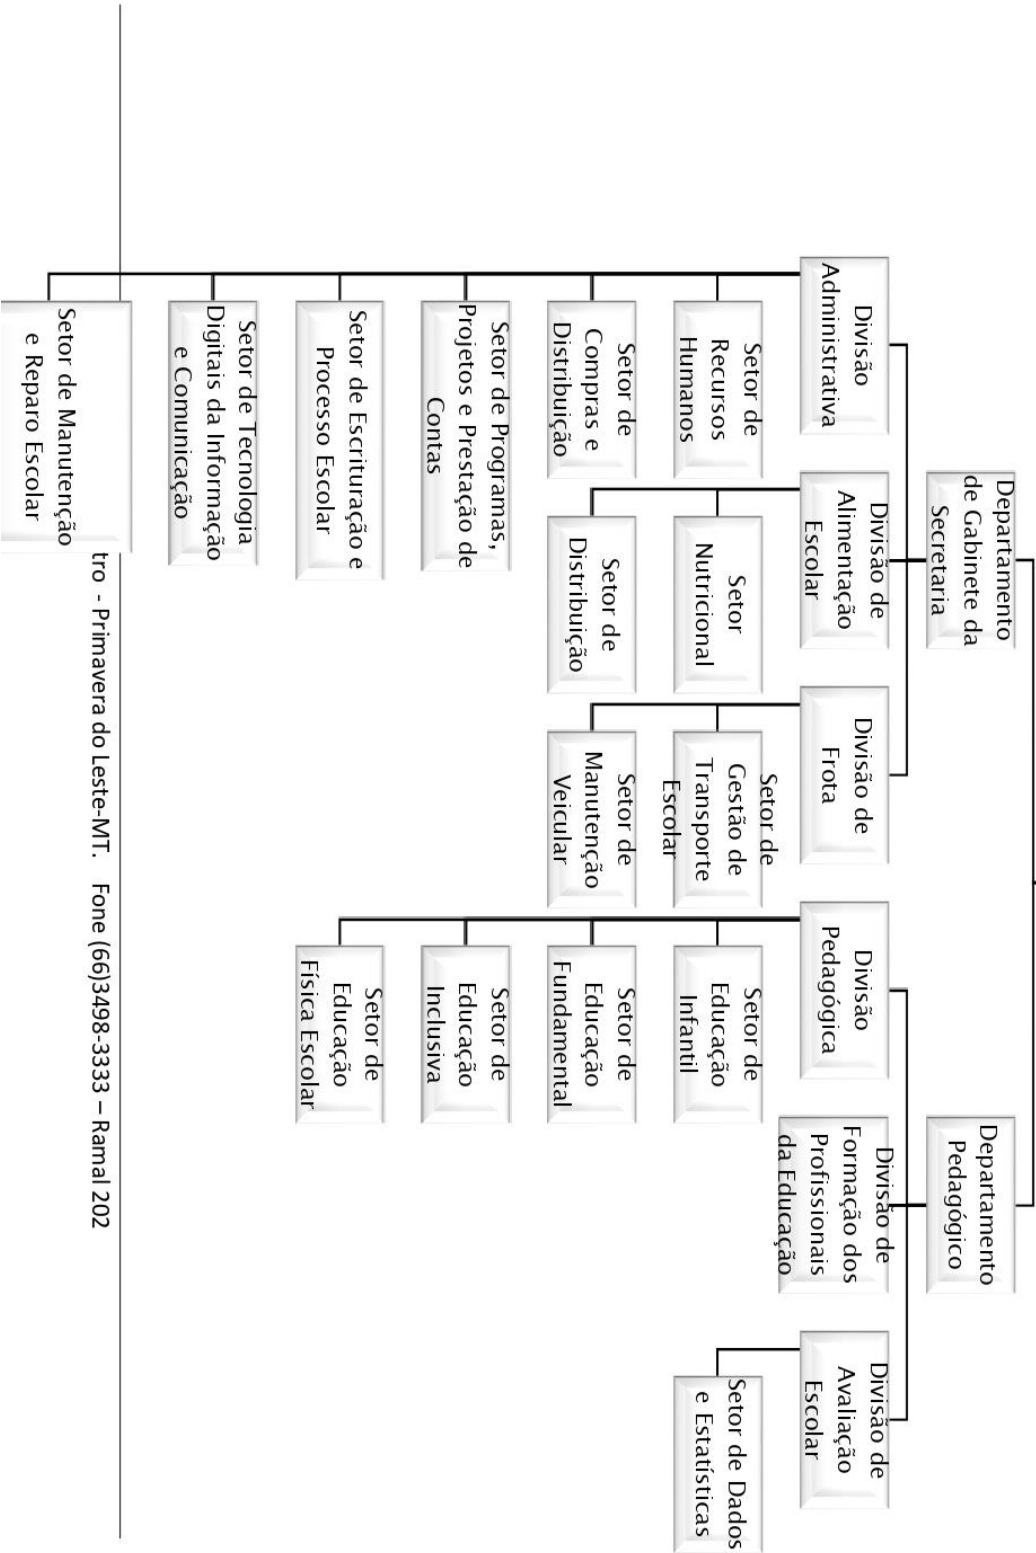 Departamento
de Gabinete da
Secretaria
Divisão
Administrativa
Setor de
Recursos
Humanos
Setor de
Compras e
Distribuição
Setor de Programas,
Projetos e Prestação de
Contas
Setor de Escrituração e
Processo Escolar
Setor de Tecnologia
Digitais da Informação
e Comunicação
Setor de Manutenção
e Reparo Escolar
Divisão de
Alimentação
Escolar
Setor
Nutricional
Setor de
Distribuição
Divisão de
Frota
Setor de
Gestão de
Transporte
Escolar
Setor de
Manutenção
Veicular
Departamento
Pedagógico
Divisão
Pedagógica
Setor de
Educação
Infantil
Setor de
Educação
Fundamental
Setor de
Educação
Inclusiva
Setor de
Educação
Física Escolar
Divisão de
Formação dos
Profissionais
da Educação
Divisão de
Avaliação
Escolar
Setor de Dados
e Estatísticas
tro - Primavera do Leste-MT. Fone (66)3498-3333 – Ramal 202